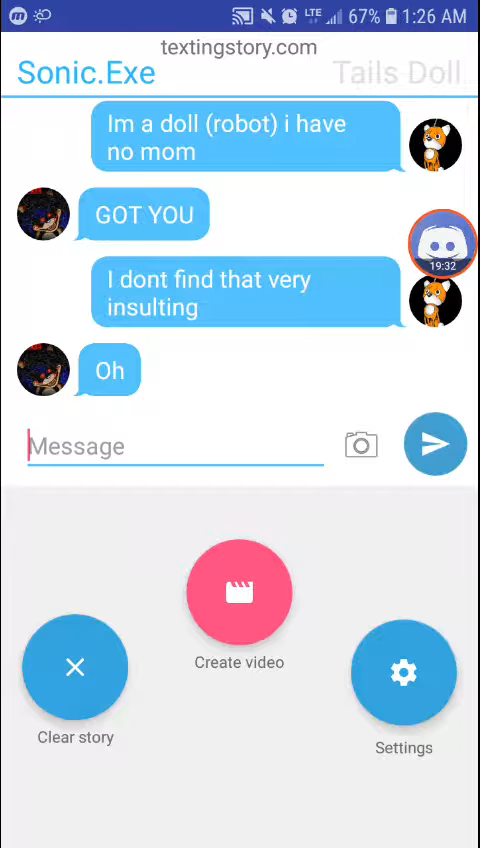 LTE 67% 1:26 AM
textingstory.com
Sonic.Exe Tails Doll
Im a doll (robot) i have
no mom
GOT YOU
19:32
I dont find that very
insulting
Oh
Message
Create video
Clear story
Settings